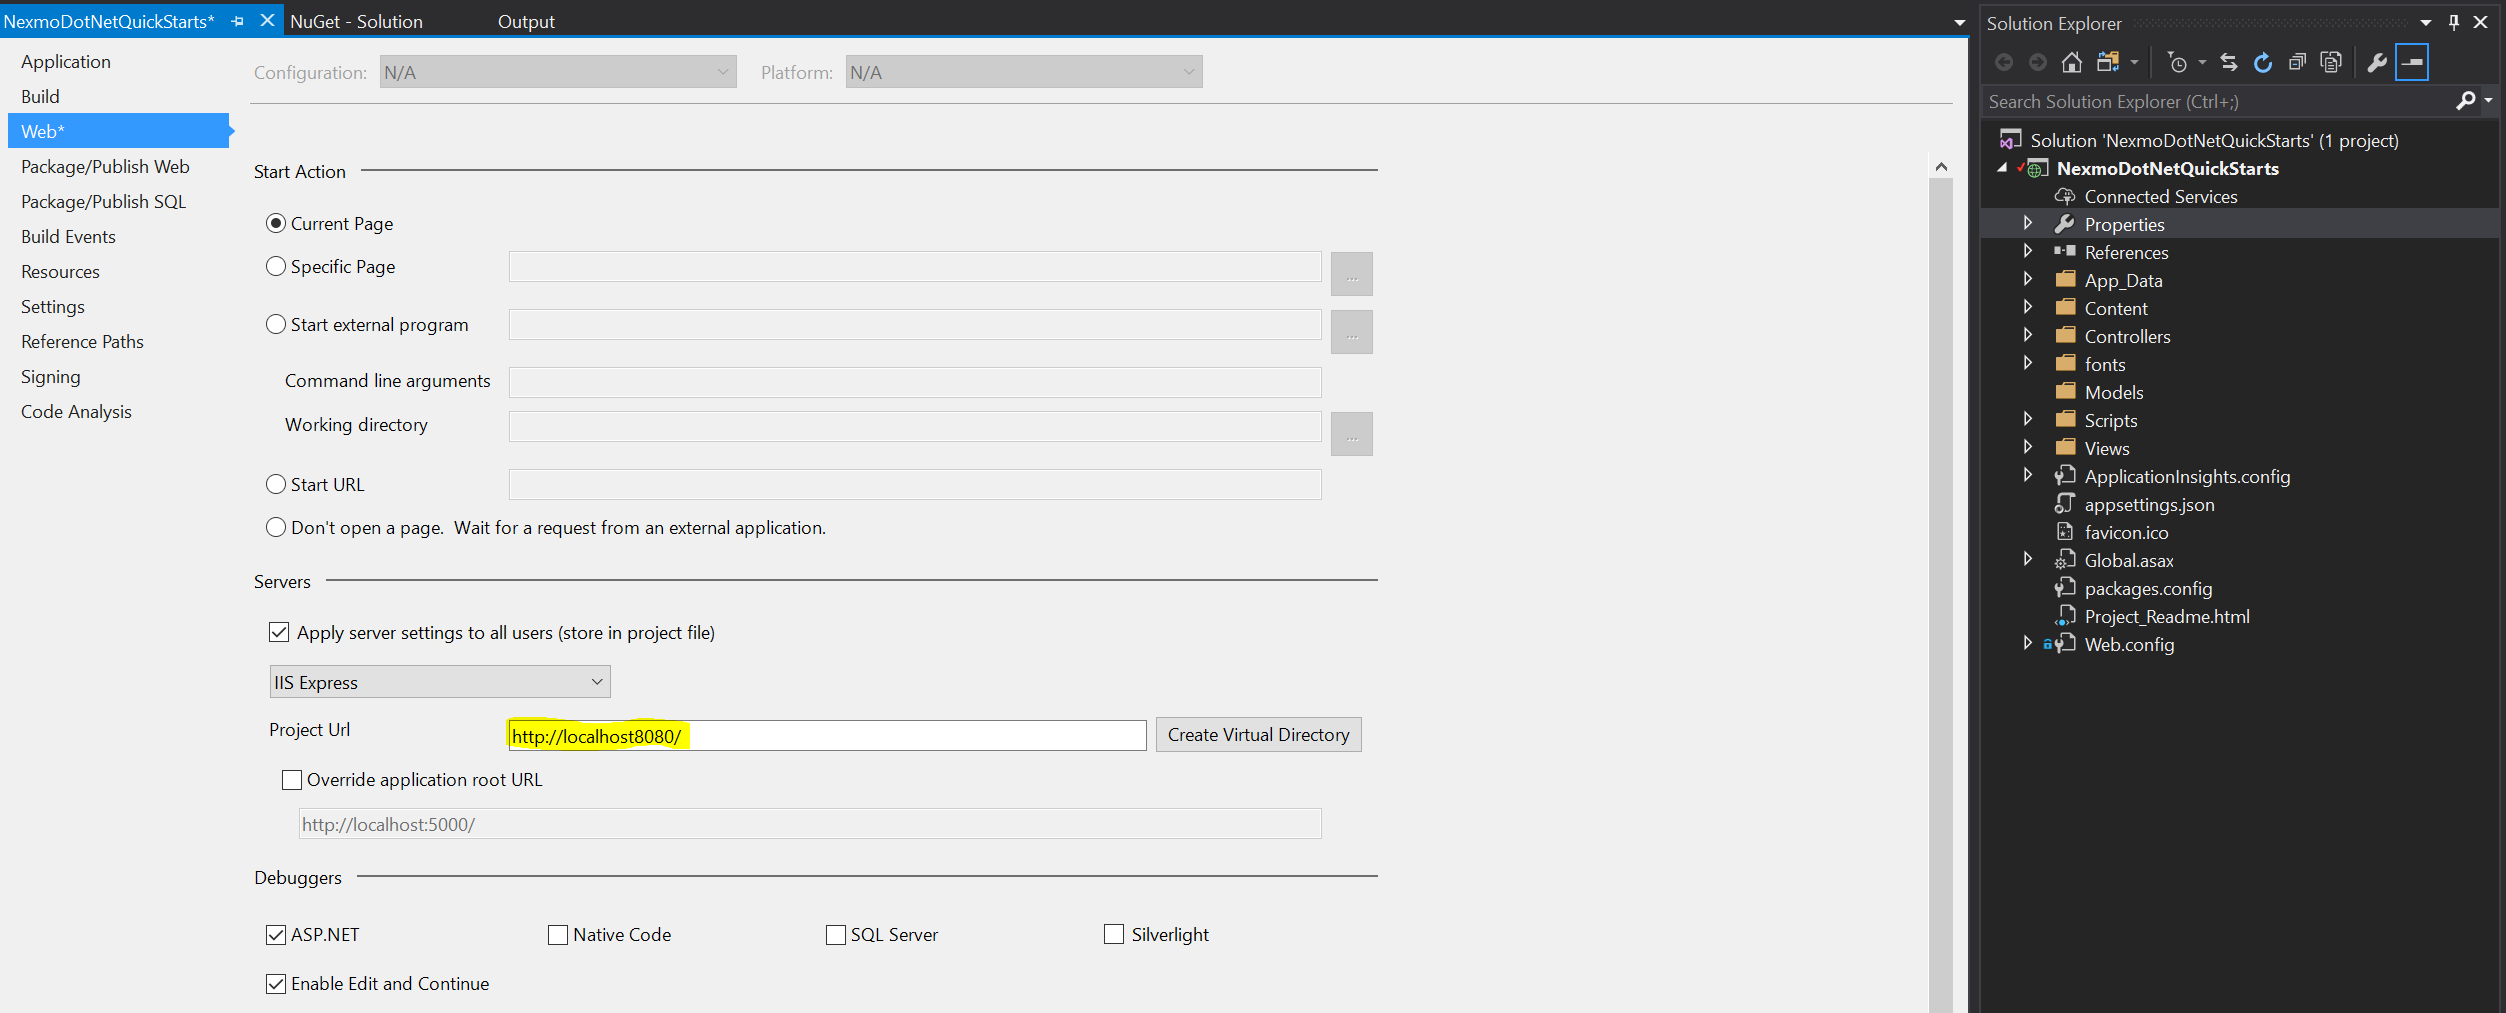 NexmoDotNetQuickStarts*
NuGet - Solution
Output
Application
Build
Web*
Package/Publish Web
Package/Publish SQL
Build Events
Resources
Settings
Reference Paths
Signing
Code Analysis
Configuration: N/A Platform: N/A
Start Action
Current Page
Specific Page
...
Start external program
...
Command line arguments
Working directory
...
Start URL
Don't open a page. Wait for a request from an external application.
Servers
Apply server settings to all users (store in project file)
IIS Express
Project Url http://localhost8080/ Create Virtual Directory
Override application root URL
http://localhost:5000/
Debuggers
ASP.NET Native Code SQL Server Silverlight
Enable Edit and Continue
Solution Explorer
Search Solution Explorer (Ctrl+;)
Solution 'NexmoDotNetQuickStarts' (1 project)
NexmoDotNetQuickStarts
Connected Services
Properties
References
App_Data
Content
Controllers
fonts
Models
Scripts
Views
ApplicationInsights.config
appsettings.json
favicon.ico
Global.asax
packages.config
Project_Readme.html
Web.config